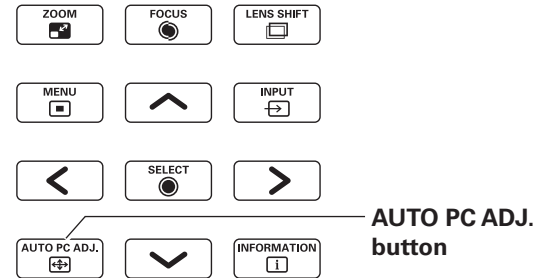 ZOOM
FOCUS
LENS SHIFT
MENU
INPUT
SELECT
AUTO PC ADJ.
button
AUTO PC ADJ.
INFORMATION
i